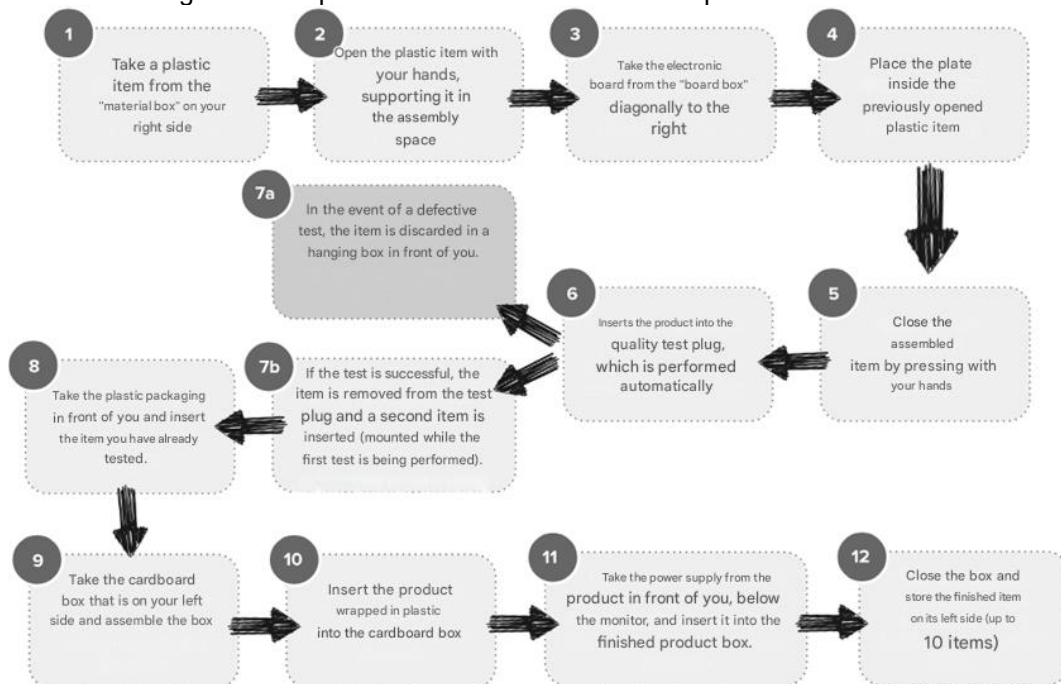 1
Take a plastic
item from the
"material box" on your
right side
2
Open the plastic item with
your hands,
supporting it in
the assembly
space
3
Take the electronic
board from the "board box"
diagonally to the
right
4
Place the plate
inside the
previously opened
plastic item
5
Close the
assembled
item by pressing with
your hands
6
Inserts the product into the
quality test plug,
which is performed
automatically
7a
In the event of a defective
test, the item is discarded in a
hanging box in front of you.
7b
If the test is successful, the
item is removed from the test
plug and a second item is
inserted (mounted while the
first test is being performed).
8
Take the plastic packaging
in front of you and insert
the item you have already
tested.
9
Take the cardboard
box that is on your left
side and assemble the box
10
Insert the product
wrapped in plastic
into the cardboard box
11
Take the power supply from the
product in front of you, below
the monitor, and insert it into the
finished product box.
12
Close the box and
store the finished item
on its left side (up to
10 items)